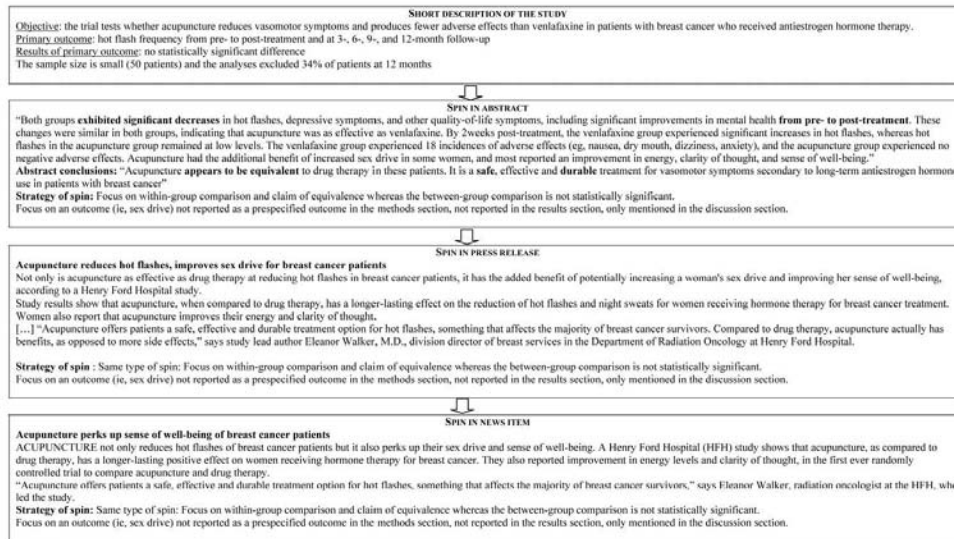 SHORT DESCRIPTION OF THE STUDY
Objective: the trial tests whether acupuncture reduces vasomotor symptoms and produces fewer adverse effects than venlafaxine in patients with breast cancer who received antiestrogen hormone therapy.
Primary outcome: hot flash frequency from pre- to post-treatment and at 3-, 6-, 9-, and 12-month follow-up
Results of primary outcome: no statistically significant difference
The sample size is small (50 patients) and the analyses excluded 34% of patients at 12 months
SPIN IN ABSTRACT
"Both groups exhibited significant decreases in hot flashes, depressive symptoms, and other quality-of-life symptoms, including significant improvements in mental health from pre- to post-treatment. These
changes were similar in both groups, indicating that acupuncture was as effective as venlafaxine. By 2weeks post-treatment, the venlafaxine group experienced significant increases in hot flashes, whereas hot
flashes in the acupuncture group remained at low levels. The venlafaxine group experienced 18 incidences of adverse effects (eg, nausea, dry mouth, dizziness, anxiety), and the acupuncture group experienced no
negative adverse effects. Acupuncture had the additional benefit of increased sex drive in some women, and most reported an improvement in energy, clarity of thought, and sense of well-being."
Abstract conclusions: "Acupuncture appears to be equivalent to drug therapy in these patients. It is a safe, effective and durable treatment for vasomotor symptoms secondary to long-term antiestrogen hormone
use in patients with breast cancer"
Strategy of spin: Focus on within-group comparison and claim of equivalence whereas the between-group comparison is not statistically significant.
Focus on an outcome (ie, sex drive) not reported as a prespecified outcome in the methods section, not reported in the results section, only mentioned in the discussion section.
SPIN IN PRESS RELEASE
Acupuncture reduces hot flashes, improves sex drive for breast cancer patients
Not only is acupuncture as effective as drug therapy at reducing hot flashes in breast cancer patients, it has the added benefit of potentially increasing a woman's sex drive and improving her sense of well-being,
according to a Henry Ford Hospital study.
Study results show that acupuncture, when compared to drug therapy, has a longer-lasting effect on the reduction of hot flashes and night sweats for women receiving hormone therapy for breast cancer treatment.
Women also report that acupuncture improves their energy and clarity of thought.
[...] "Acupuncture offers patients a safe, effective and durable treatment option for hot flashes, something that affects the majority of breast cancer survivors. Compared to drug therapy, acupuncture actually has
benefits, as opposed to more side effects," says study lead author Eleanor Walker, M.D., division director of breast services in the Department of Radiation Oncology at Henry Ford Hospital.
Strategy of spin : Same type of spin: Focus on within-group comparison and claim of equivalence whereas the between-group comparison is not statistically significant.
Focus on an outcome (ie, sex drive) not reported as a prespecified outcome in the methods section, not reported in the results section, only mentioned in the discussion section.
SPIN IN NEWS ITEM
Acupuncture perks up sense of well-being of breast cancer patients
ACUPUNCTURE not only reduces hot flashes of breast cancer patients but it also perks up their sex drive and sense of well-being. A Henry Ford Hospital (HFH) study shows that acupuncture, as compared to
drug therapy, has a longer-lasting positive effect on women receiving hormone therapy for breast cancer. They also reported improvement in energy levels and clarity of thought, in the first ever randomly
controlled trial to compare acupuncture and drug therapy.
"Acupuncture offers patients a safe, effective and durable treatment option for hot flashes, something that affects the majority of breast cancer survivors," says Eleanor Walker, radiation oncologist at the HFH, who
led the study.
Strategy of spin: Same type of spin: Focus on within-group comparison and claim of equivalence whereas the between-group comparison is not statistically significant.
Focus on an outcome (ie, sex drive) not reported as a prespecified outcome in the methods section, not reported in the results section, only mentioned in the discussion section.